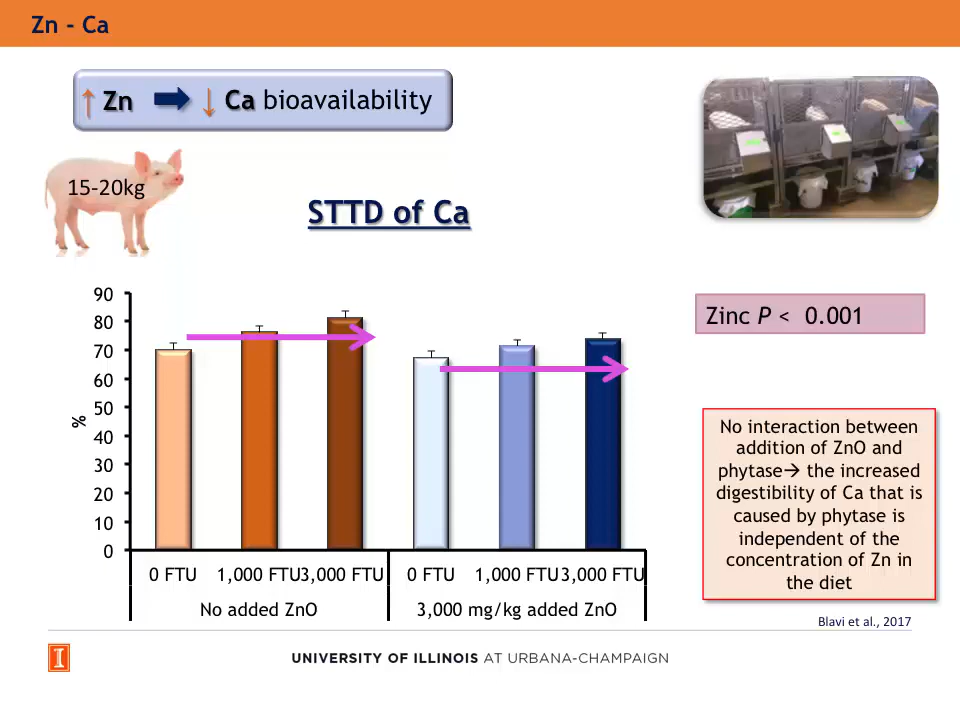 Zn - Ca
↑ Zn ➡ ↓ Ca bioavailability
15-20kg
STTD of Ca
90
80
70
60
50
40
30
20
10
0
%
0 FTU 1,000 FTU 3,000 FTU 0 FTU 1,000 FTU 3,000 FTU
No added ZnO 3,000 mg/kg added ZnO
Zinc P < 0.001
No interaction between
addition of ZnO and
phytase→ the increased
digestibility of Ca that is
caused by phytase is
independent of the
concentration of Zn in
the diet
Blavi et al., 2017
I
UNIVERSITY OF ILLINOIS AT URBANA-CHAMPAIGN